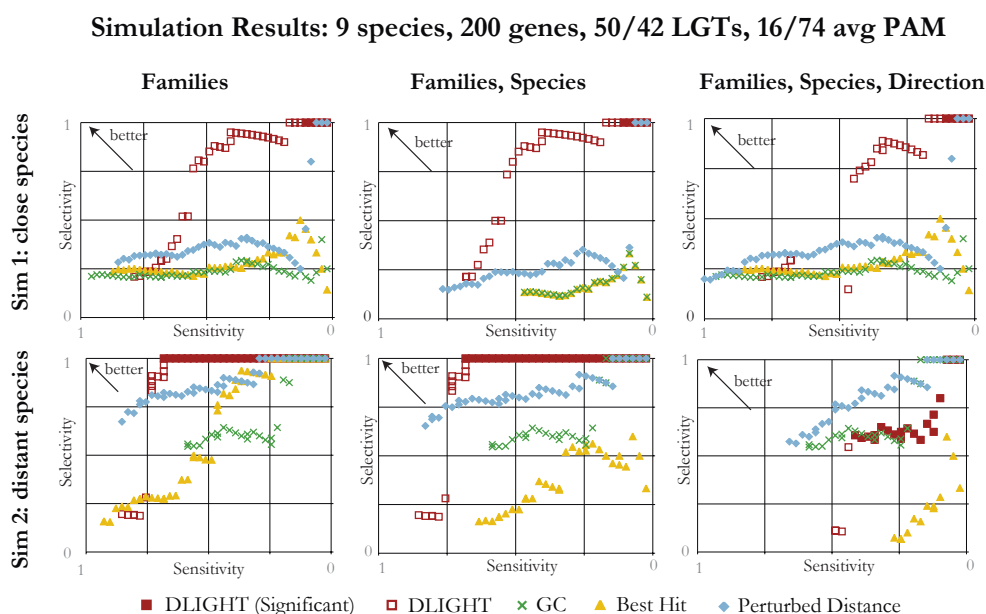 Simulation Results: 9 species, 200 genes, 50/42 LGTs, 16/74 avg PAM
Families
Families, Species
Families, Species, Direction
Sim 1: close species
1
better
Selectivity
0
1
Sensitivity
0
1
better
Selectivity
0
1
Sensitivity
0
1
better
Selectivity
0
1
Sensitivity
0
Sim 2: distant species
1
better
Selectivity
0
1
Sensitivity
0
1
better
Selectivity
0
1
Sensitivity
0
1
better
Selectivity
0
1
Sensitivity
0
DLIGHT (Significant)
DLIGHT
GC
Best Hit
Perturbed Distance